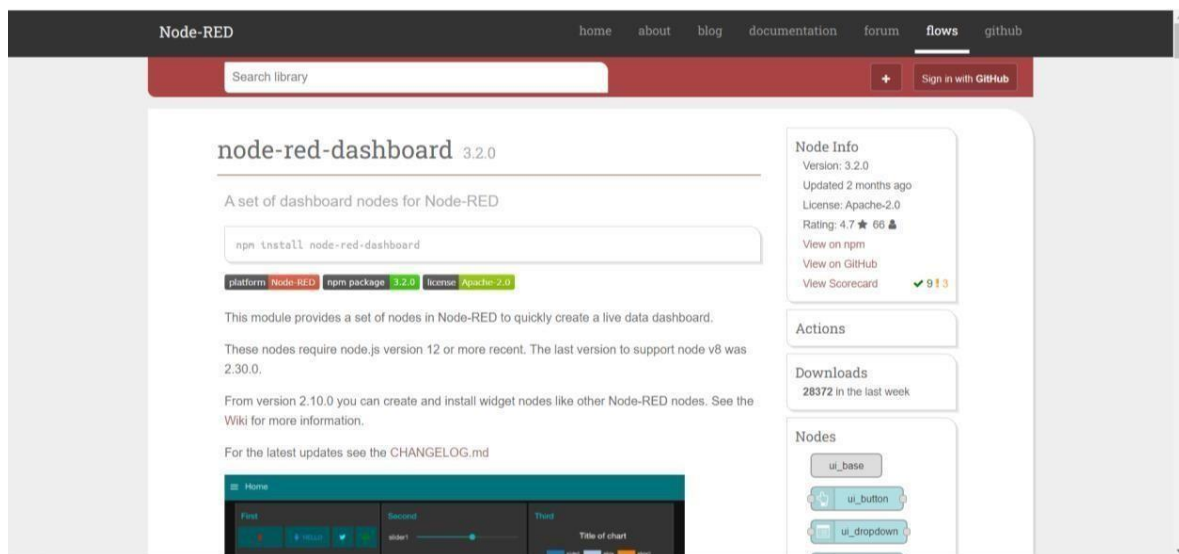 Node-RED
home about blog documentation forum flows github
Search library
+ Sign in with GitHub
node-red-dashboard 3.2.0
A set of dashboard nodes for Node-RED
npm install node-red-dashboard
platform Node-RED npm package 3.2.0 license Apache-2.0
This module provides a set of nodes in Node-RED to quickly create a live data dashboard.
These nodes require node.js version 12 or more recent. The last version to support node v8 was
2.30.0.
From version 2.10.0 you can create and install widget nodes like other Node-RED nodes. See the
Wiki for more information.
For the latest updates see the CHANGELOG.md
Home
First Second Third
HELLO slider1 Title of chart
Node Info
Version: 3.2.0
Updated 2 months ago
License: Apache-2.0
Rating: 4.7 ★ 66
View on npm
View on GitHub
View Scorecard ✔ 9 ! 3
Actions
Downloads
28372 in the last week
Nodes
ui_base
ui_button
ui_dropdown